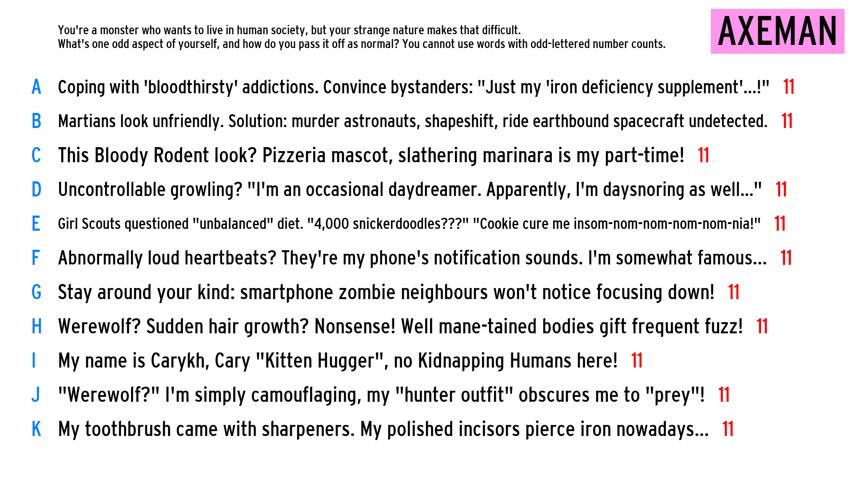 You're a monster who wants to live in human society, but your strange nature makes that difficult.
What's one odd aspect of yourself, and how do you pass it off as normal? You cannot use words with odd-lettered number counts.
AXEMAN
A Coping with 'bloodthirsty' addictions. Convince bystanders: "Just my 'iron deficiency supplement'...!" 11
B Martians look unfriendly. Solution: murder astronauts, shapeshift, ride earthbound spacecraft undetected. 11
C This Bloody Rodent look? Pizzeria mascot, slathering marinara is my part-time! 11
D Uncontrollable growling? "I'm an occasional daydreamer. Apparently, I'm daysnoring as well..." 11
E Girl Scouts questioned "unbalanced" diet. "4,000 snickerdoodles???" "Cookie cure me insom-nom-nom-nom-nom-nia!" 11
F Abnormally loud heartbeats? They're my phone's notification sounds. I'm somewhat famous... 11
G Stay around your kind: smartphone zombie neighbours won't notice focusing down! 11
H Werewolf? Sudden hair growth? Nonsense! Well mane-tained bodies gift frequent fuzz! 11
I My name is Carykh, Cary "Kitten Hugger", no Kidnapping Humans here! 11
J "Werewolf?" I'm simply camouflaging, my "hunter outfit" obscures me to "prey"! 11
K My toothbrush came with sharpeners. My polished incisors pierce iron nowadays... 11